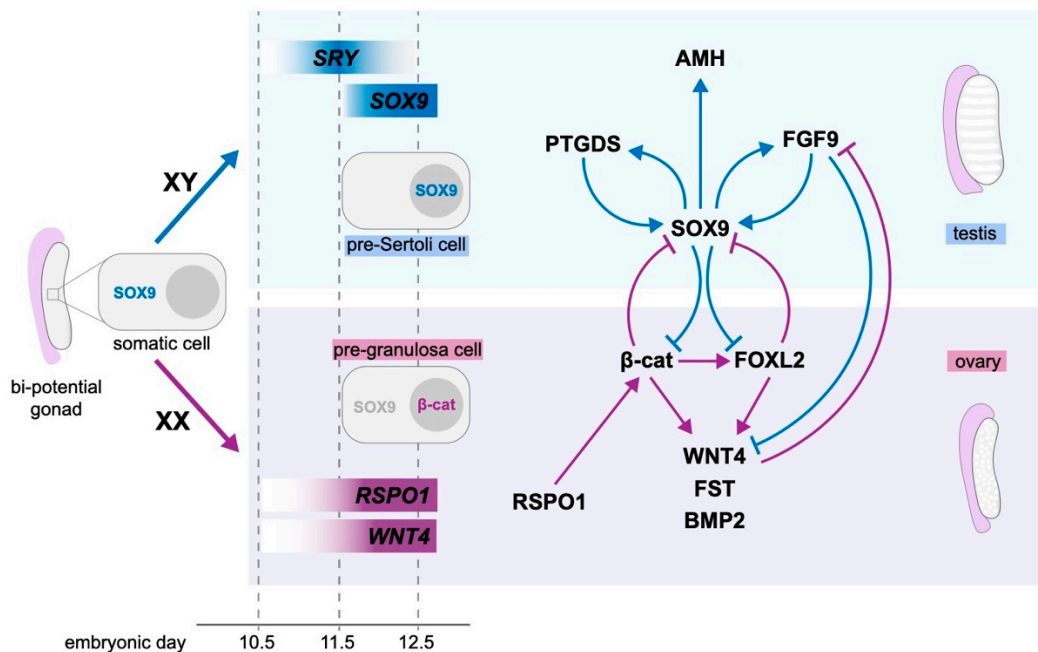 SRY
SOX9
XY
SOX9
pre-Sertoli cell
SOX9
somatic cell
bi-potential
gonad
XX
pre-granulosa cell
SOX9
β-cat
RSPO1
WNT4
embryonic day
10.5
11.5
12.5
AMH
PTGDS
FGF9
SOX9
β-cat
FOXL2
WNT4
FST
BMP2
RSPO1
testis
ovary